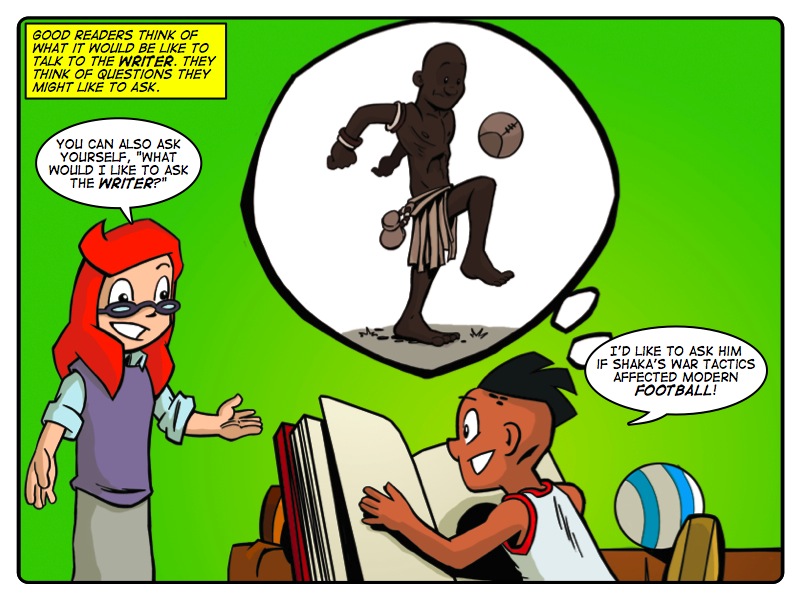 GOOD READERS THINK OF
WHAT IT WOULD BE LIKE TO
TALK TO THE WRITER. THEY
THINK OF QUESTIONS THEY
MIGHT LIKE TO ASK.
YOU CAN ALSO ASK
YOURSELF, "WHAT
WOULD I LIKE TO ASK
THE WRITER?"
I'D LIKE TO ASK HIM
IF SHAKA'S WAR TACTICS
AFFECTED MODERN
FOOTBALL!